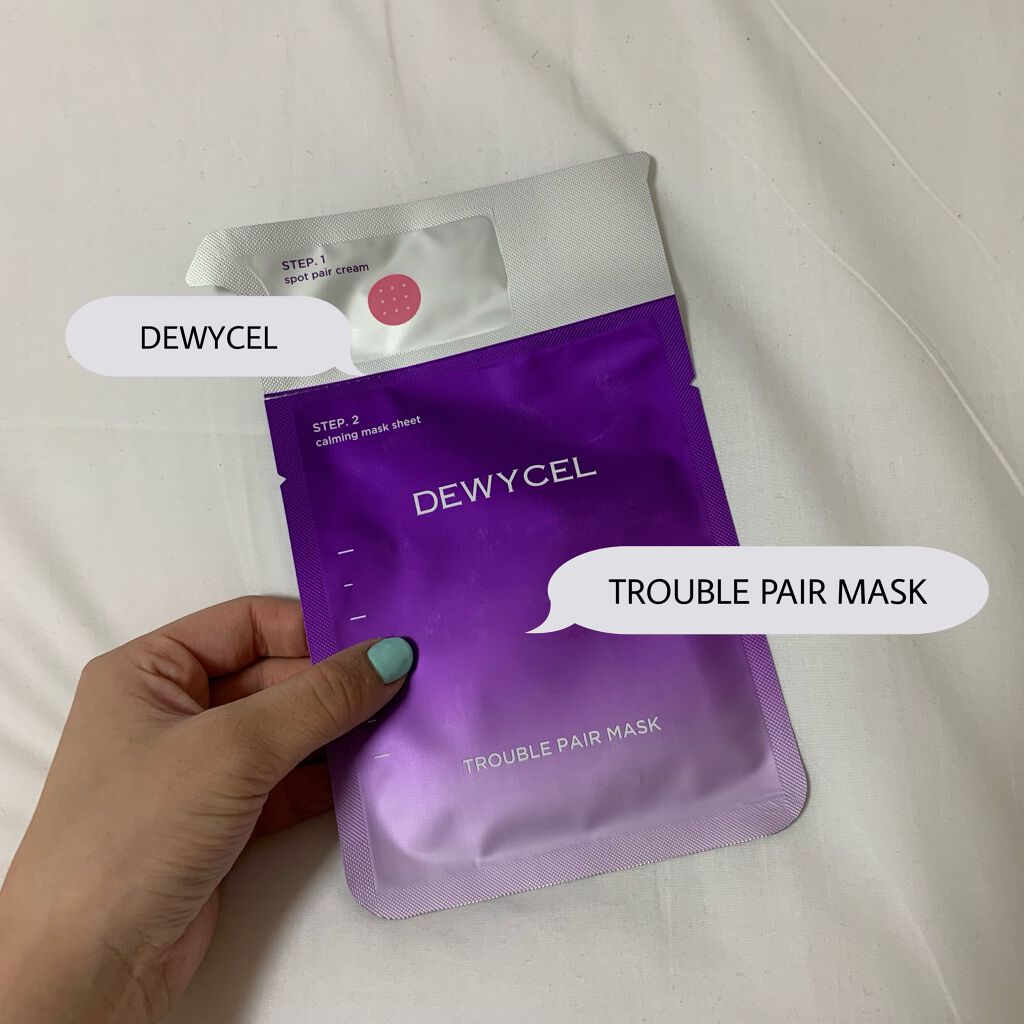 STEP. 1
spot pair cream
DEWYCEL
STEP. 2
calming mask sheet
DEWYCEL
TROUBLE PAIR MASK
TROUBLE PAIR MASK